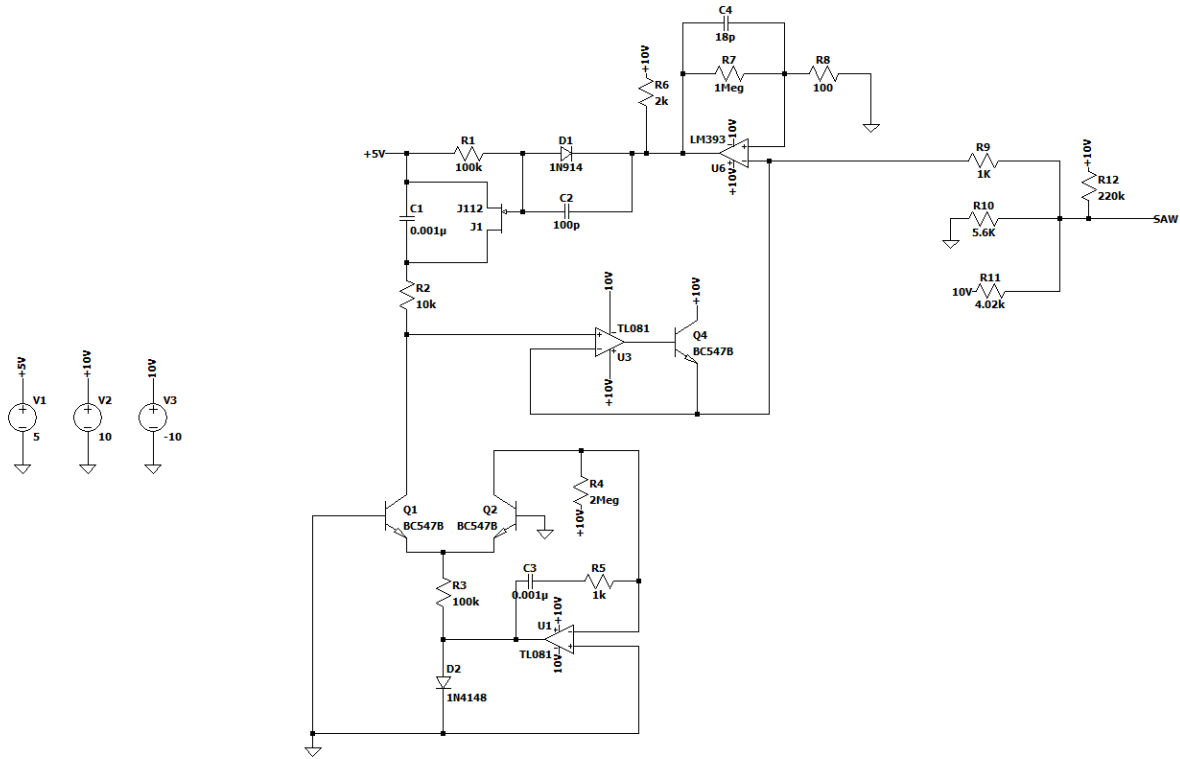 C4
18p
+10V
R7
1Meg
R8
100
R6
2k
LM393
10V
U6
+10V
+5V
R1
100k
D1
1N914
C2
100p
J112
J1
C1
0.001µ
R2
10k
R9
1K
+10V
R12
220k
R10
5.6K
SAW
R11
10V
4.02k
10V
TL081
U3
+10V
+10V
Q4
BC547B
+5V
V1
5
+10V
V2
10
10V
V3
-10
Q1
BC547B
Q2
BC547B
R4
2Meg
+10V
R3
100k
C3
0.001µ
R5
1k
+10V
U1
TL081
10V
D2
1N4148